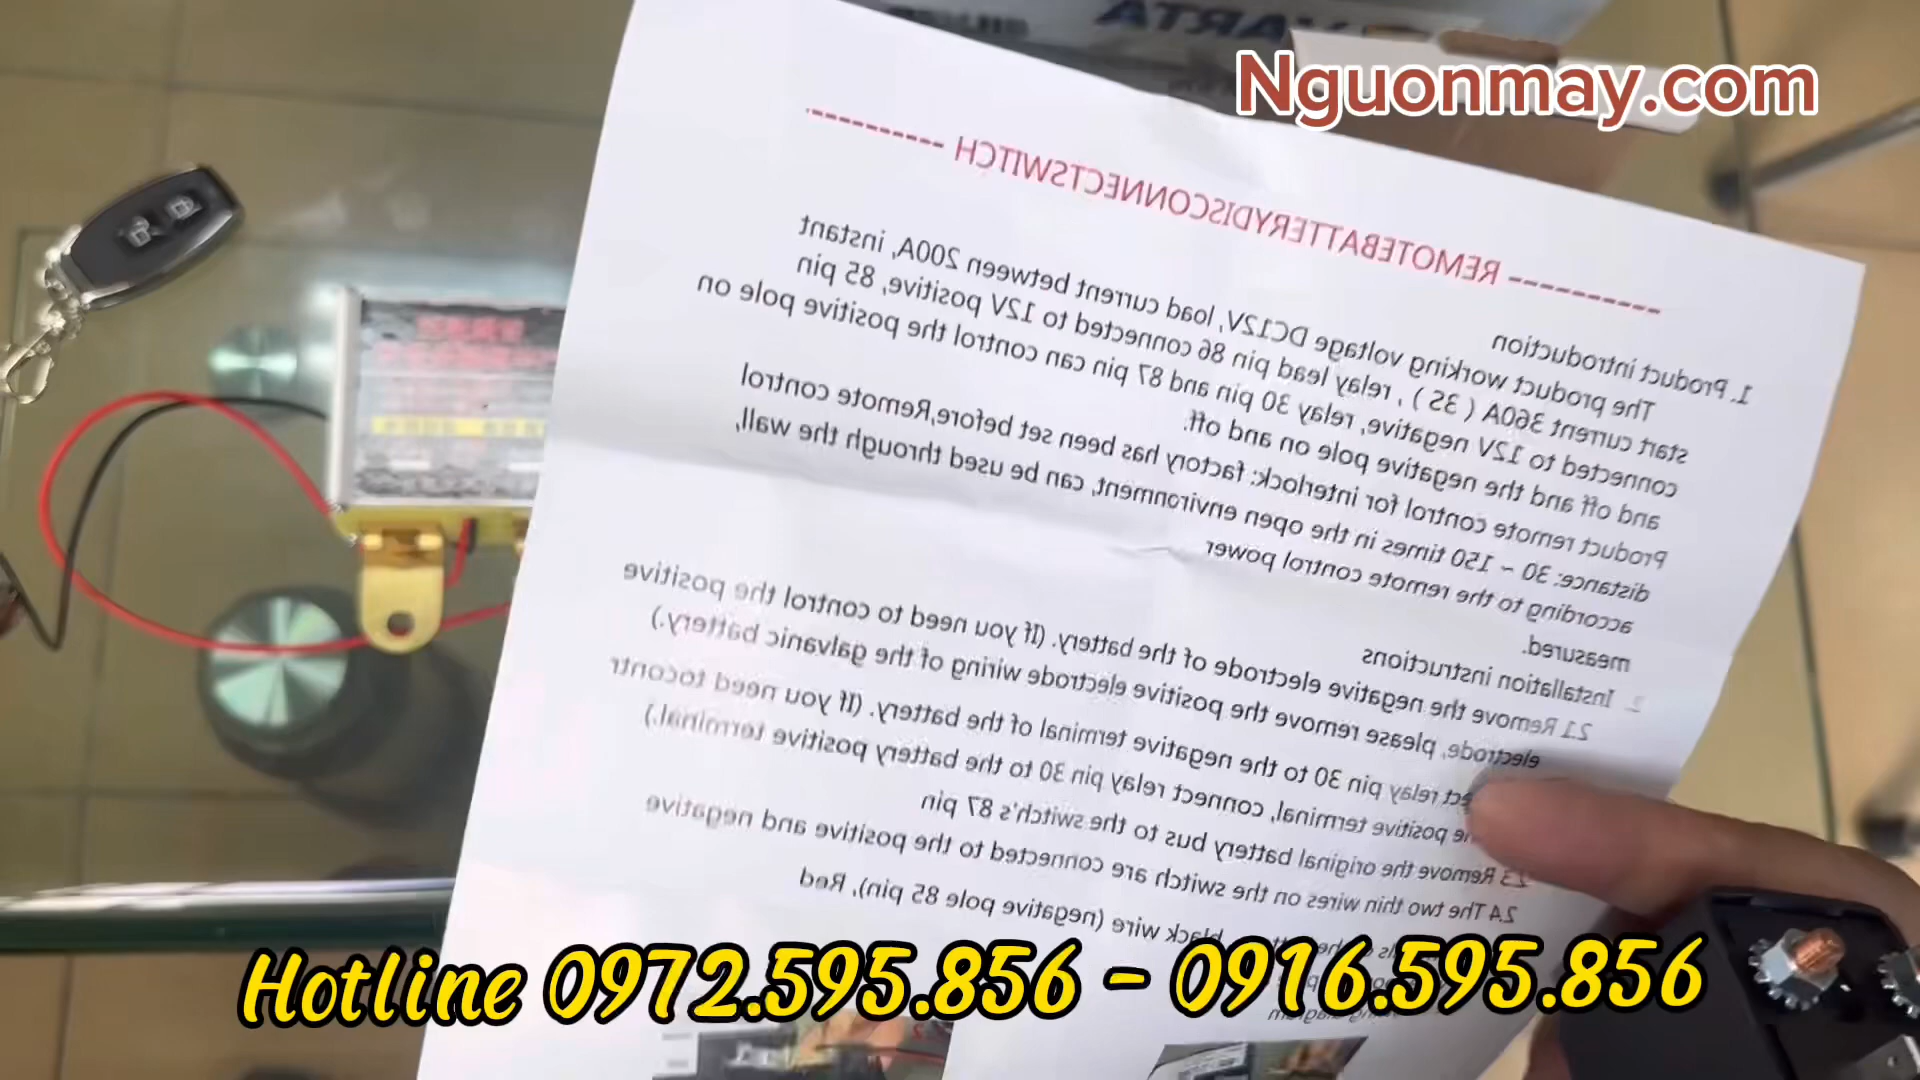 VARTA
Nguonmay.com
---------- REMOTEBATTERYDISCONNECTSWITCH ----------
1. Product introduction
The product working voltage DC12V, load current between 200A, instant
start current 360A ( 3S ) , relay lead pin 86 connected to 12V positive, 85 pin
connected to 12V negative, relay 30 pin and 87 pin can control the positive pole on
and off and the negative pole on and off.
Product remote control for interlock: factory has been set before,Remote control
distance: 30 ~ 150 times in the open environment, can be used through the wall,
according to the remote control power
measured.
2. Installation instructions
2.1 Remove the negative electrode of the battery. (If you need to control the positive
electrode, please remove the positive electrode wiring of the galvanic battery.)
relay pin 30 to the negative terminal of the battery. (If you need tocontr
positive terminal, connect relay pin 30 to the battery positive terminal.)
2.3 Remove the original battery bus to the switch's 87 pin
2.4 The two thin wires on the switch are connected to the positive and negative
black wire (negative pole 85 pin), Red
diagram
Hotline 0972.595.856 - 0916.595.856